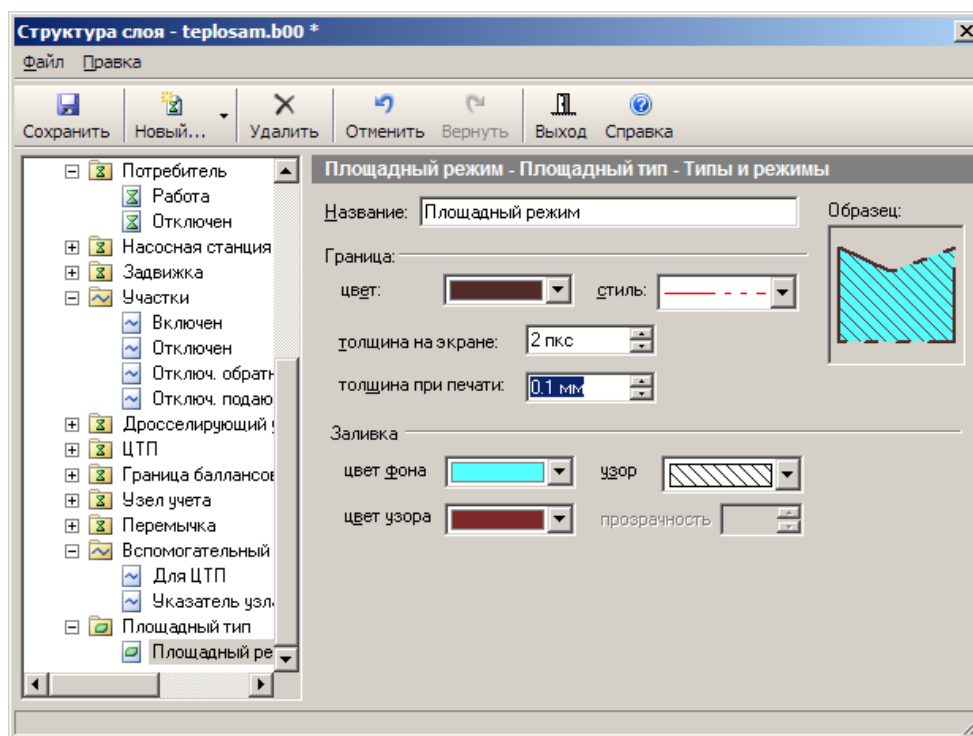 Структура слоя - teplosam.b00 *
Файл Правка
Сохранить Новый... Удалить Отменить Вернуть Выход Справка
Потребитель
Работа
Отключен
Насосная станция
Задвижка
Участки
Включен
Отключен
Отключ. обратн
Отключ. подаю
Дросселирующий
ЦТП
Граница баллансов
Узел учета
Перемычка
Вспомогательный
Для ЦТП
Указатель узл
Площадный тип
Площадный ре
Площадный режим - Площадный тип - Типы и режимы
Название: Площадный режим
Образец:
Граница:
цвет: стиль:
толщина на экране: 2 пкс
толщина при печати: 0.1 мм
Заливка
цвет фона узор
цвет узора прозрачность